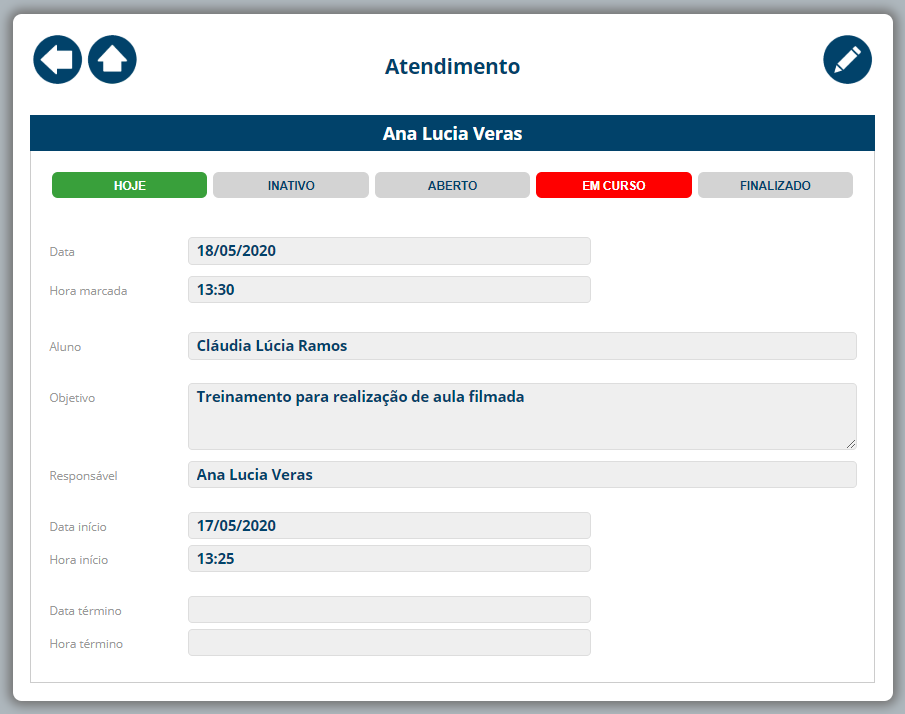 Atendimento
Ana Lucia Veras
HOJE INATIVO ABERTO EM CURSO FINALIZADO
Data 18/05/2020
Hora marcada 13:30
Aluno Cláudia Lúcia Ramos
Objetivo Treinamento para realização de aula filmada
Responsável Ana Lucia Veras
Data início 17/05/2020
Hora início 13:25
Data término
Hora término